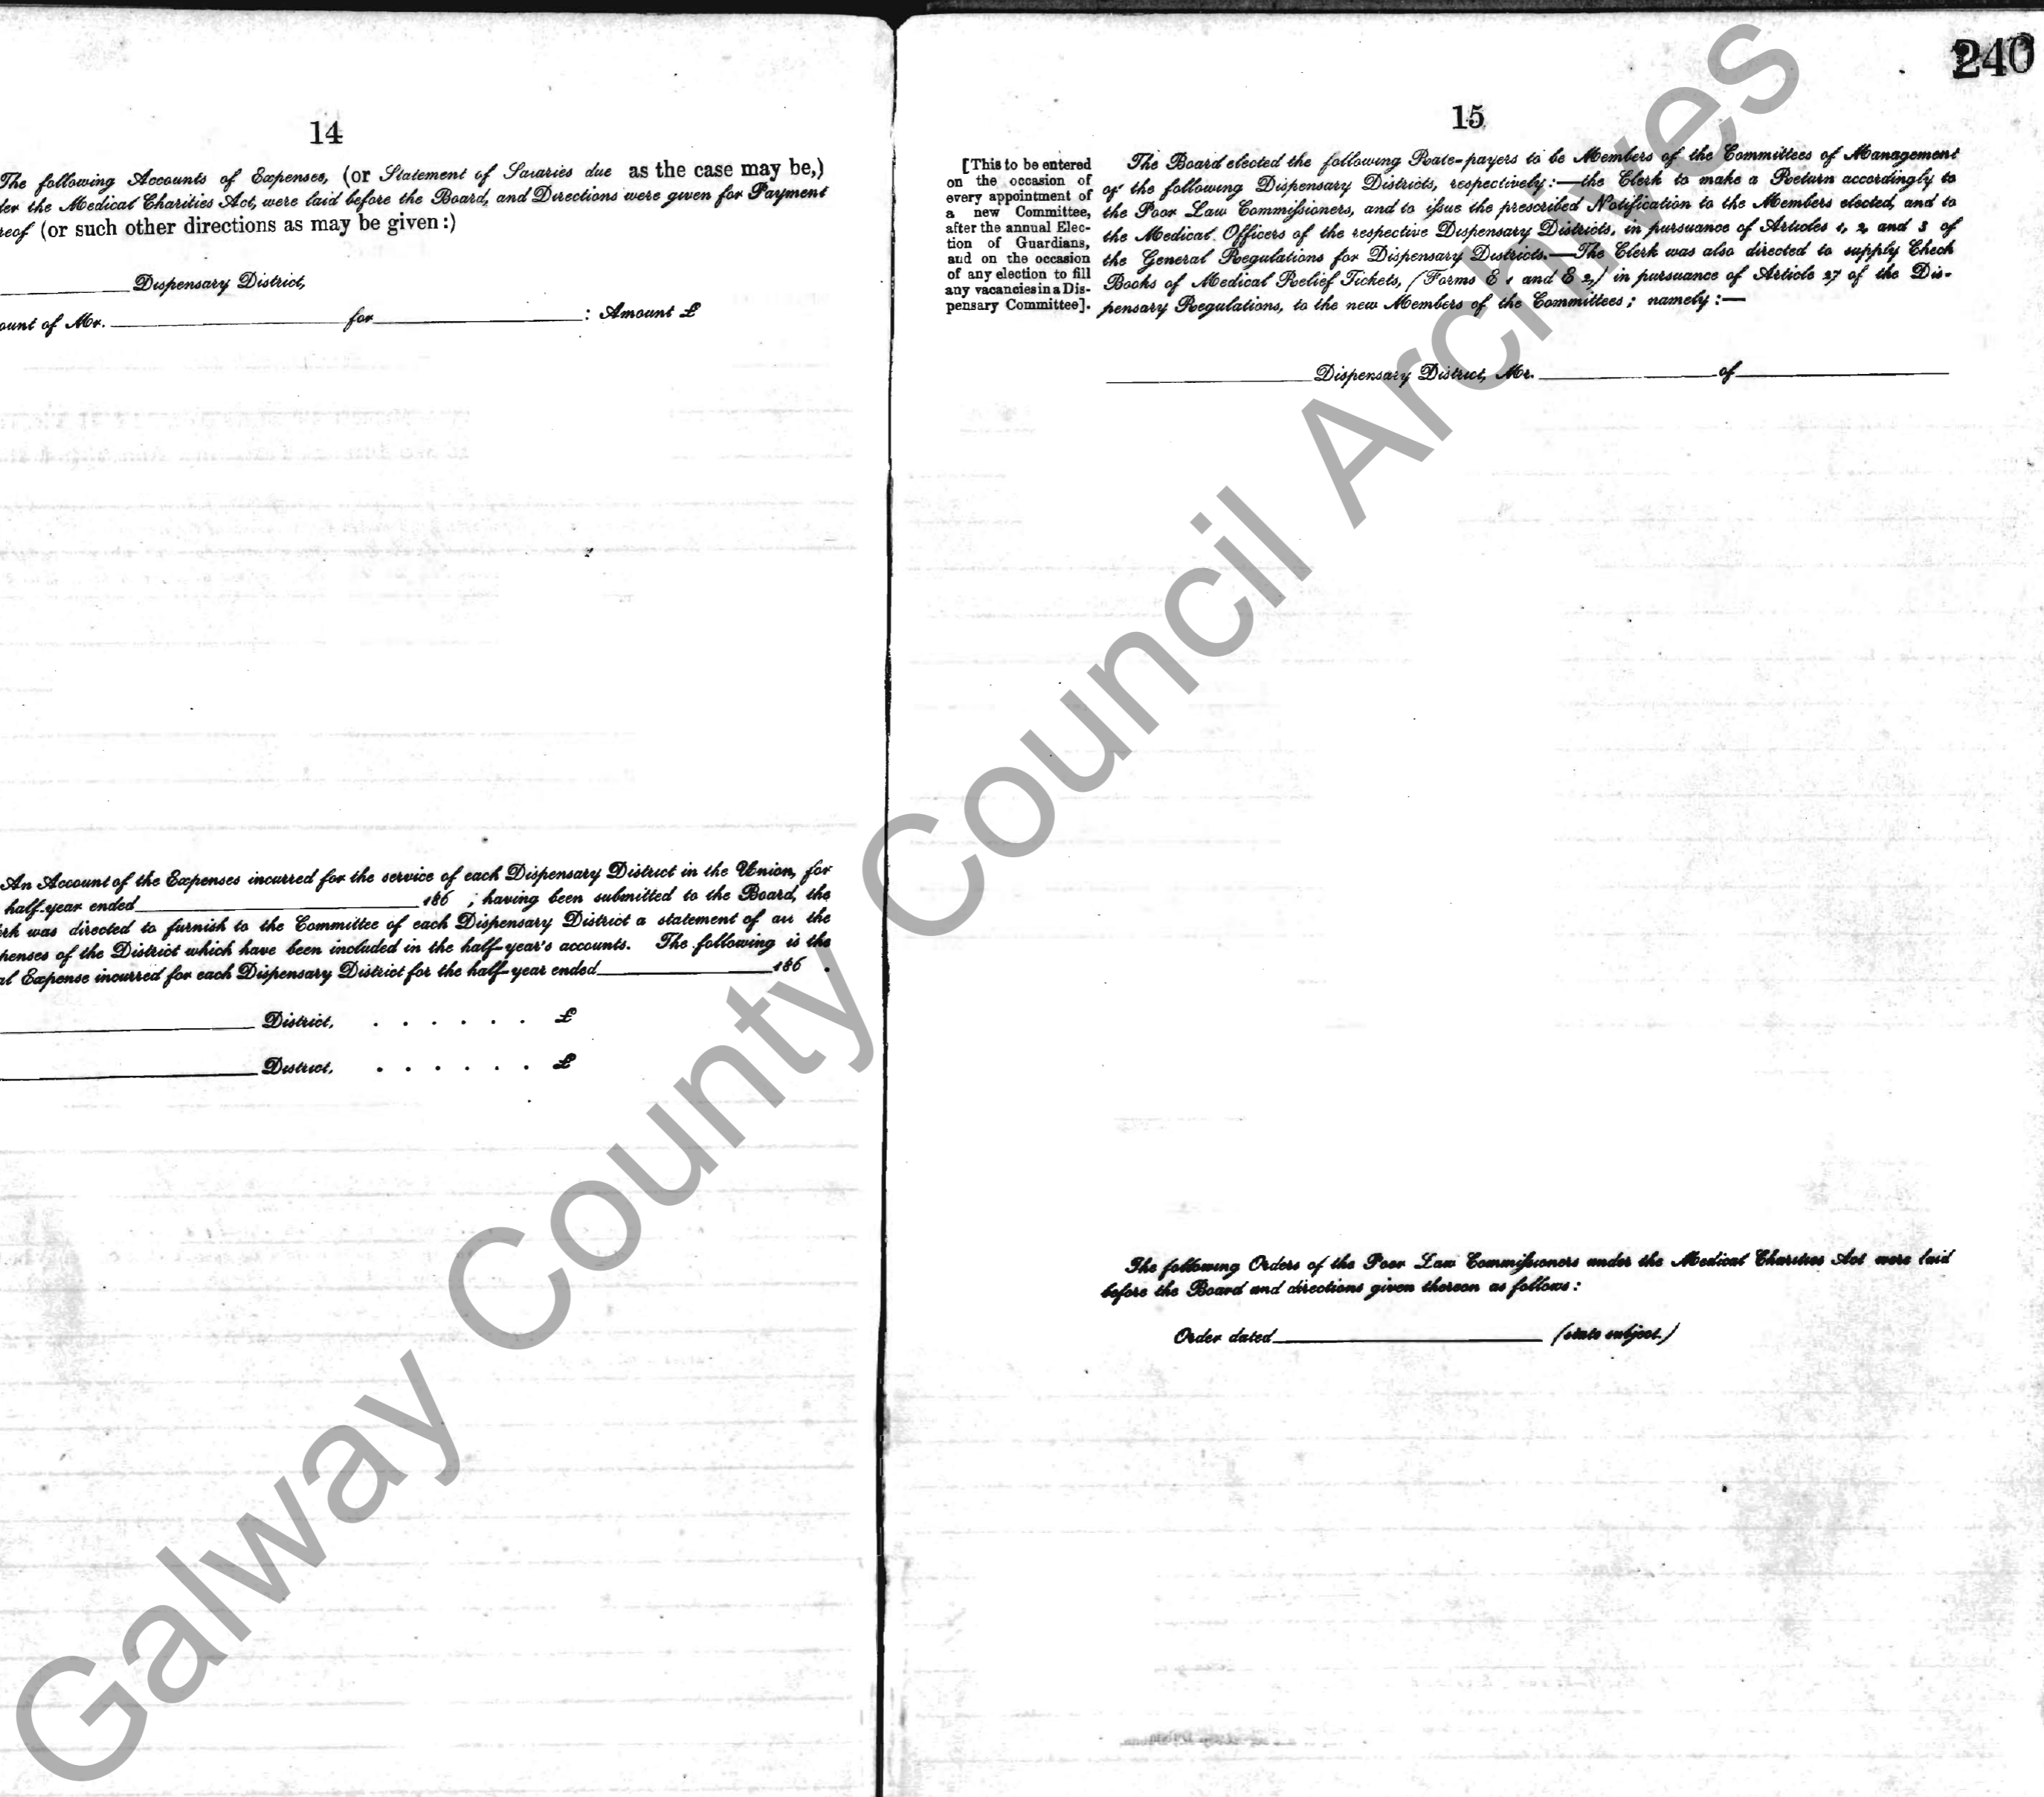 14
The following Accounts of Expenses, (or Statement of Salaries due as the case may be,)
der the Medical Charities Act, were laid before the Board, and Directions were given for Payment
reof (or such other directions as may be given:)
Dispensary District,
ount of Mr. for : Amount £
An Account of the Expenses incurred for the service of each Dispensary District in the Union, for
half-year ended 186 ; having been submitted to the Board, the
erk was directed to furnish to the Committee of each Dispensary District a statement of all the
penses of the District which have been included in the half-year's accounts. The following is the
al Expense incurred for each Dispensary District for the half-year ended 186 .
District, . . . . . . £
District, . . . . . . £
240
15
[This to be entered
on the occasion of
every appointment of
a new Committee,
after the annual Elec-
tion of Guardians,
and on the occasion
of any election to fill
any vacancies in a Dis-
pensary Committee].
The Board elected the following Rate-payers to be Members of the Committees of Management
of the following Dispensary Districts, respectively:—the Clerk to make a Return accordingly to
the Poor Law Commissioners, and to issue the prescribed Notification to the Members elected, and to
the Medical Officers of the respective Dispensary Districts, in pursuance of Articles 1, 2, and 3 of
the General Regulations for Dispensary Districts.—The Clerk was also directed to supply Check
Books of Medical Relief Tickets, (Forms E 1 and E 2,) in pursuance of Article 27 of the Dis-
pensary Regulations, to the new Members of the Committees; namely:—
Dispensary District, Mr. of
The following Orders of the Poor Law Commissioners under the Medical Charities Act were laid
before the Board and directions given thereon as follows:
Order dated (state subject.)
Galway County Council Archives